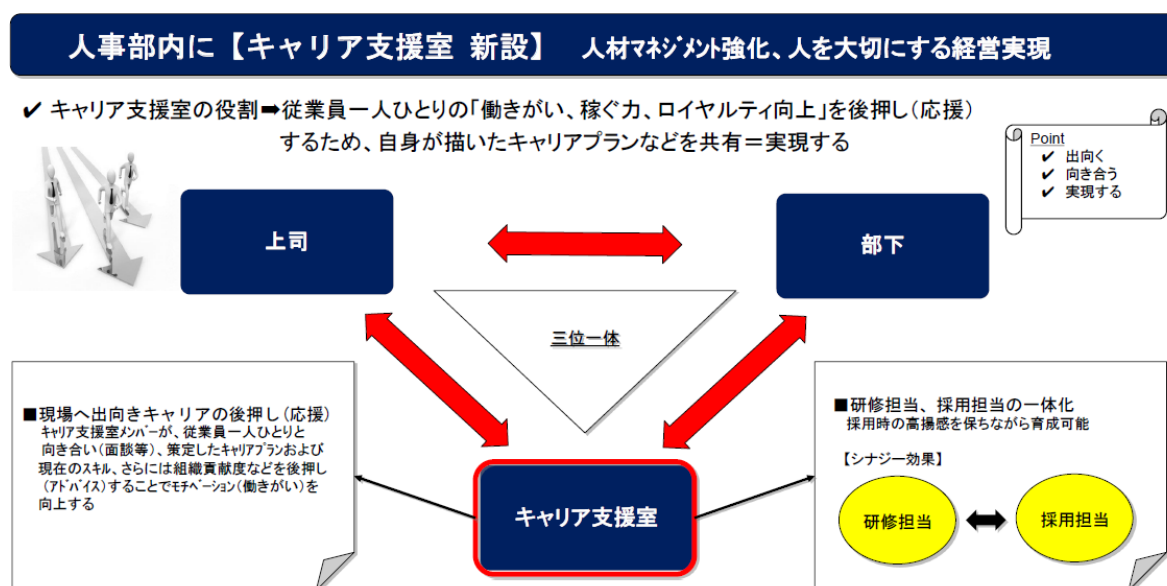 人事部内に【キャリア支援室 新設】 人材ﾏﾈｼﾞﾒﾝﾄ強化、人を大切にする経営実現
✔ キャリア支援室の役割➡従業員一人ひとりの「働きがい、稼ぐ力、ロイヤルティ向上」を後押し(応援)
するため、自身が描いたキャリアプランなどを共有＝実現する
Point
✔ 出向く
✔ 向き合う
✔ 実現する
上司
部下
三位一体
■現場へ出向きキャリアの後押し(応援)
ｷｬﾘｱ支援室ﾒﾝﾊﾞｰが、従業員一人ひとりと
向き合い(面談等)、策定したｷｬﾘｱﾌﾟﾗﾝおよび
現在のｽｷﾙ、さらには組織貢献度などを後押し
(ｱﾄﾞﾊﾞｲｽ)することでﾓﾁﾍﾞｰｼｮﾝ(働きがい)を
向上する
キャリア支援室
■研修担当、採用担当の一体化
採用時の高揚感を保ちながら育成可能
【シナジー効果】
研修担当
採用担当